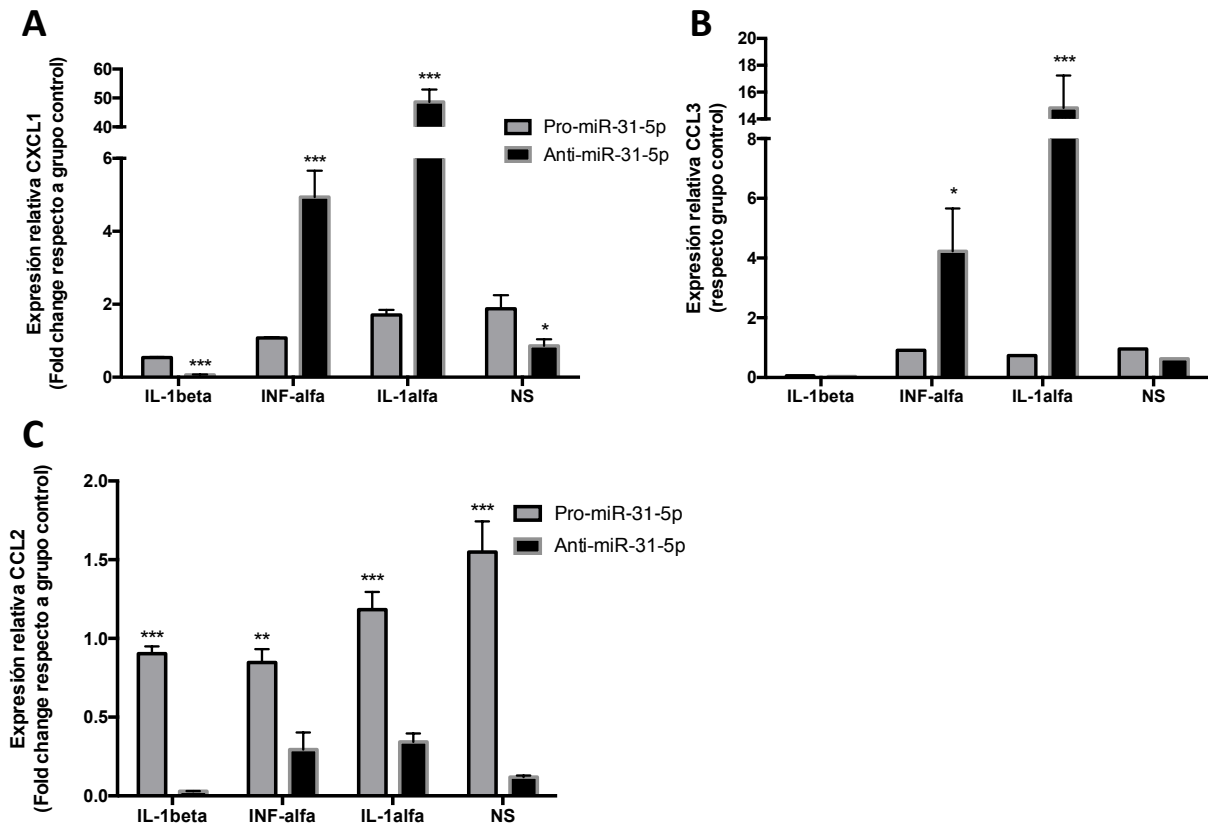 A
Expresión relativa CXCL1
(Fold change respecto a grupo control)
60
50
40
6
4
2
0
***
***
***
*
IL-1beta
INF-alfa
IL-1alfa
NS
Pro-miR-31-5p
Anti-miR-31-5p
B
Expresión relativa CCL3
(respecto grupo control)
20
18
16
14
8
6
4
2
0
*
***
IL-1beta
INF-alfa
IL-1alfa
NS
C
Expresión relativa CCL2
(Fold change respecto a grupo control)
2.0
1.5
1.0
0.5
0.0
***
**
***
***
IL-1beta
INF-alfa
IL-1alfa
NS
Pro-miR-31-5p
Anti-miR-31-5p